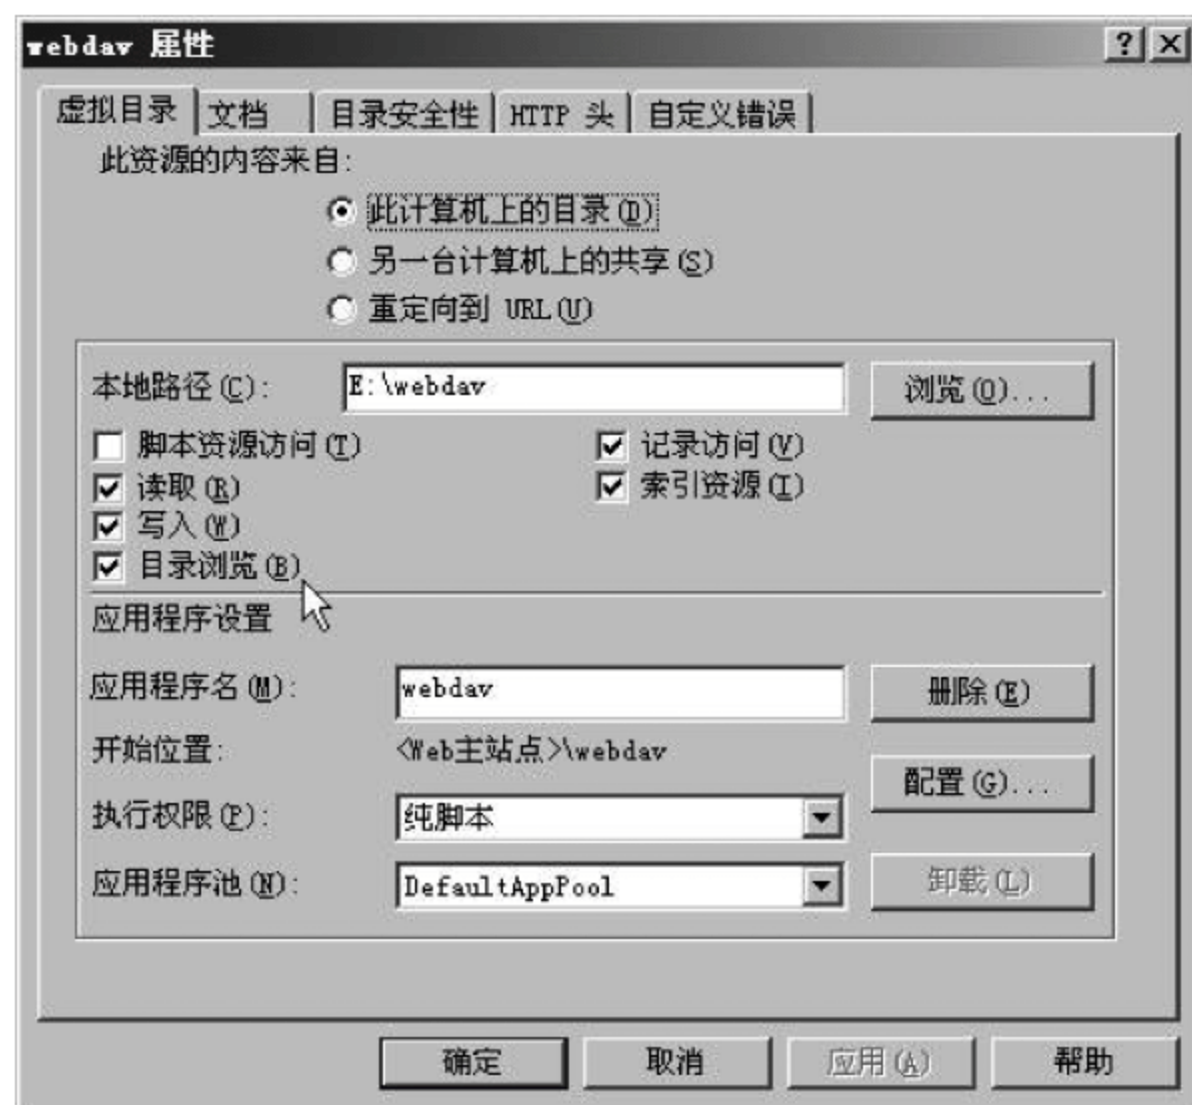 webdav 属性
虚拟目录 文档 目录安全性 HTTP 头 自定义错误
此资源的内容来自:
此计算机上的目录(D)
另一台计算机上的共享(S)
重定向到 URL(U)
本地路径(C): E:\webdav 浏览(O)...
脚本资源访问(T) 记录访问(V)
读取(R) 索引资源(I)
写入(W)
目录浏览(B)
应用程序设置
应用程序名(M): webdav 删除(E)
开始位置: <Web主站点>\webdav
配置(G)...
执行权限(P): 纯脚本
应用程序池(N): DefaultAppPool 卸载(L)
确定 取消 应用(A) 帮助